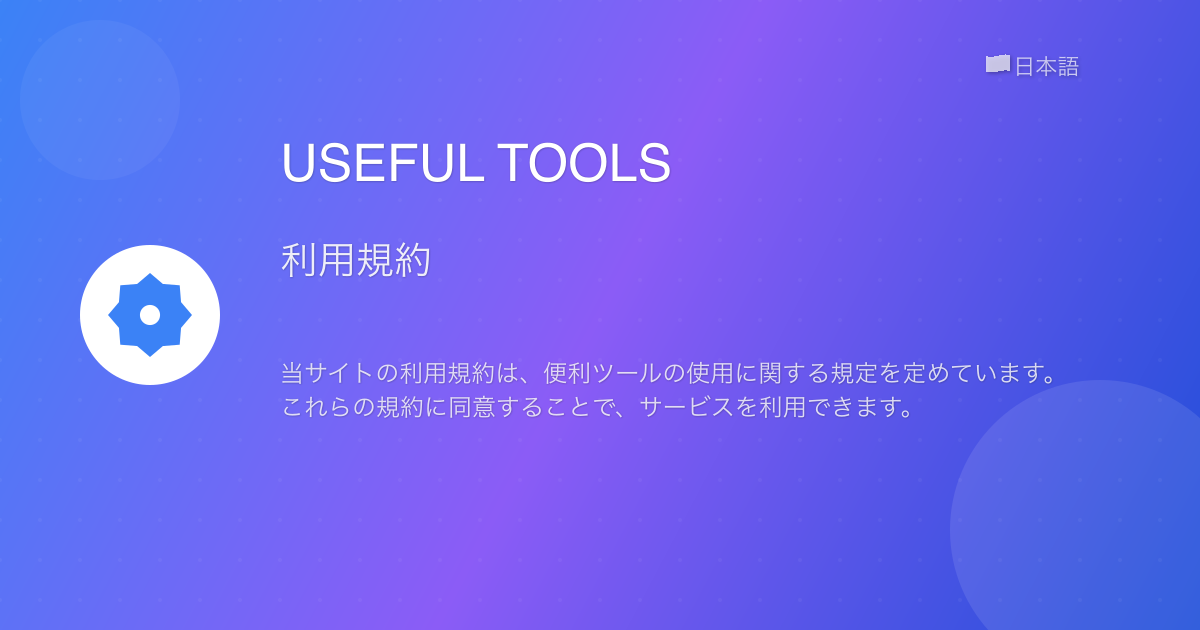 日本語
USEFUL TOOLS
利用規約
当サイトの利用規約は、便利ツールの使用に関する規定を定めています。
これらの規約に同意することで、サービスを利用できます。